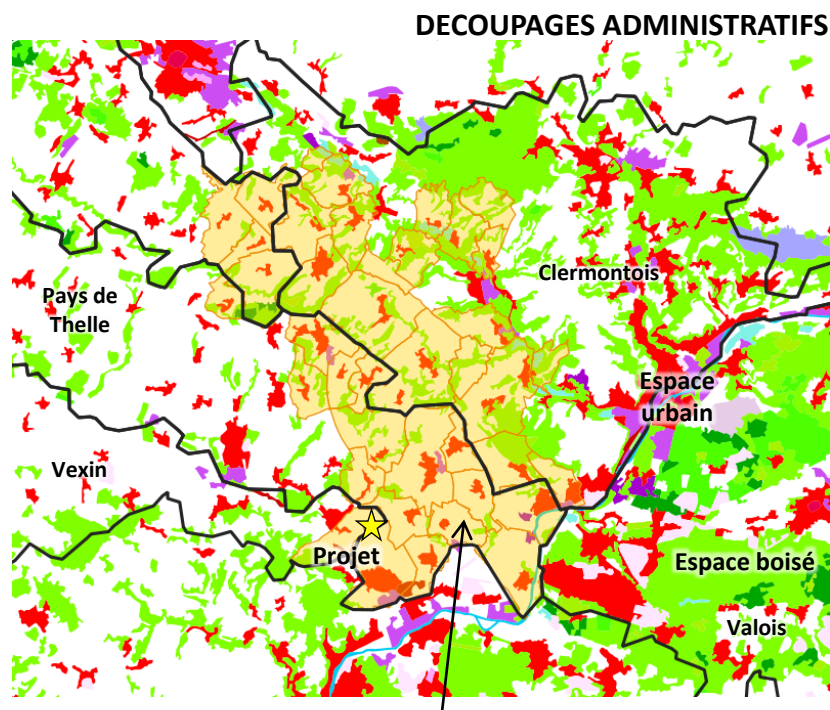 DECOUPAGES ADMINISTRATIFS
Clermontois
Pays de
Thelle
Espace
urbain
Vexin
Projet
Espace boisé
Valois